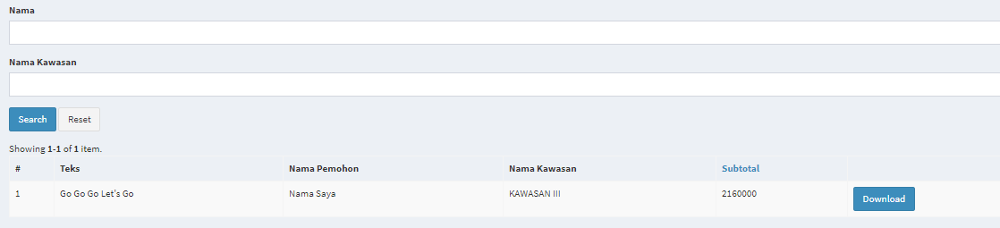 Nama
Nama Kawasan
Search Reset
Showing 1-1 of 1 item.
# Teks Nama Pemohon Nama Kawasan Subtotal
1 Go Go Go Let's Go Nama Saya KAWASAN III 2160000 Download